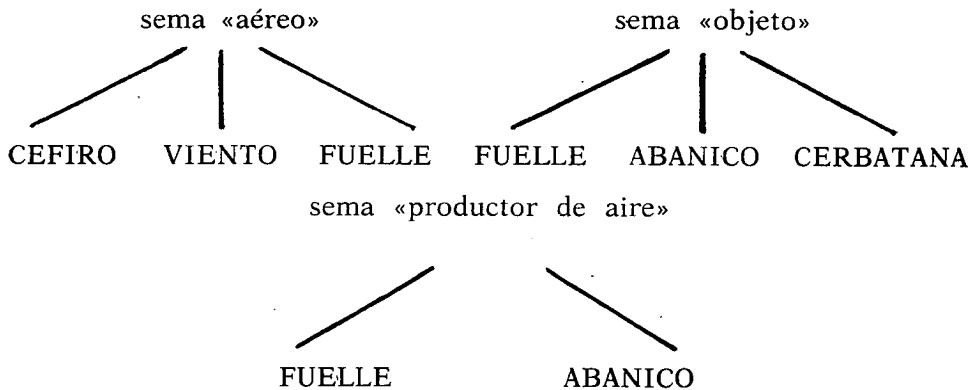 sema «aéreo» sema «objeto»
CEFIRO VIENTO FUELLE FUELLE ABANICO CERBATANA
sema «productor de aire»
FUELLE ABANICO